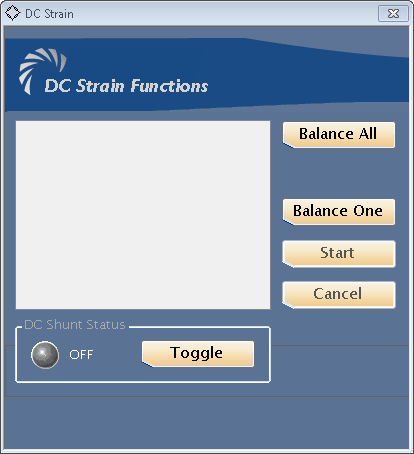 DC Strain
DC Strain Functions
Balance All
Balance One
Start
Cancel
DC Shunt Status
OFF
Toggle